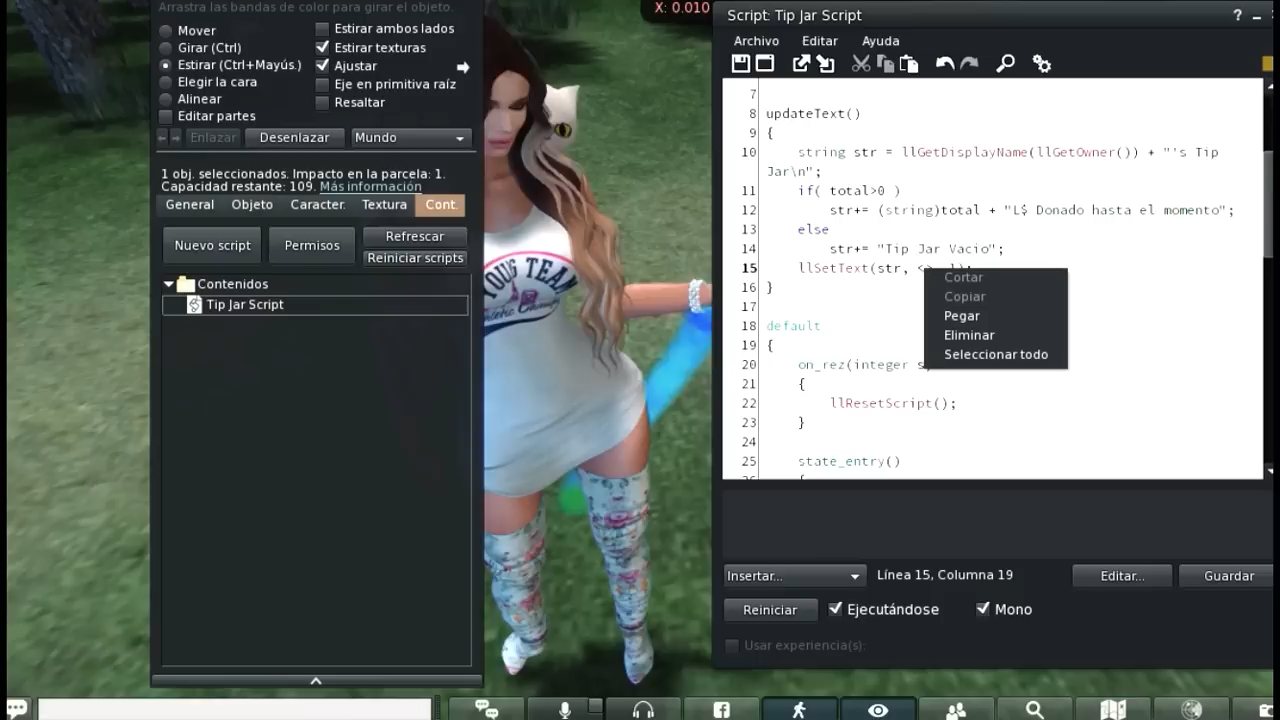 Arrastra las bandas de color para girar el objeto.
Mover
Girar (Ctrl)
Estirar (Ctrl+Mayús.)
Elegir la cara
Alinear
Editar partes
Estirar ambos lados
Estirar texturas
Ajustar
Eje en primitiva raíz
Resaltar
Enlazar
Desenlazar
Mundo
1 obj. seleccionados. Impacto en la parcela: 1.
Capacidad restante: 109. Más información
General Objeto Caracter. Textura Cont.
Nuevo script
Permisos
Refrescar
Reiniciar scripts
Contenidos
Tip Jar Script
X: 0.010
TOUG TEAM
Script: Tip Jar Script
? _
Archivo Editar Ayuda
7
8 updateText()
9 {
10 string str = llGetDisplayName(llGetOwner()) + "'s Tip
Jar\n";
11 if( total>0 )
12 str+= (string)total + "L$ Donado hasta el momento";
13 else
14 str+= "Tip Jar Vacio";
15 llSetText(str, <>, 1);
16 }
17
18 default
19 {
20 on_rez(integer s
21 {
22 llResetScript();
23 }
24
25 state_entry()
Cortar
Copiar
Pegar
Eliminar
Seleccionar todo
Insertar...
Línea 15, Columna 19
Editar...
Guardar
Reiniciar
Ejecutándose
Mono
Usar experiencia(s):